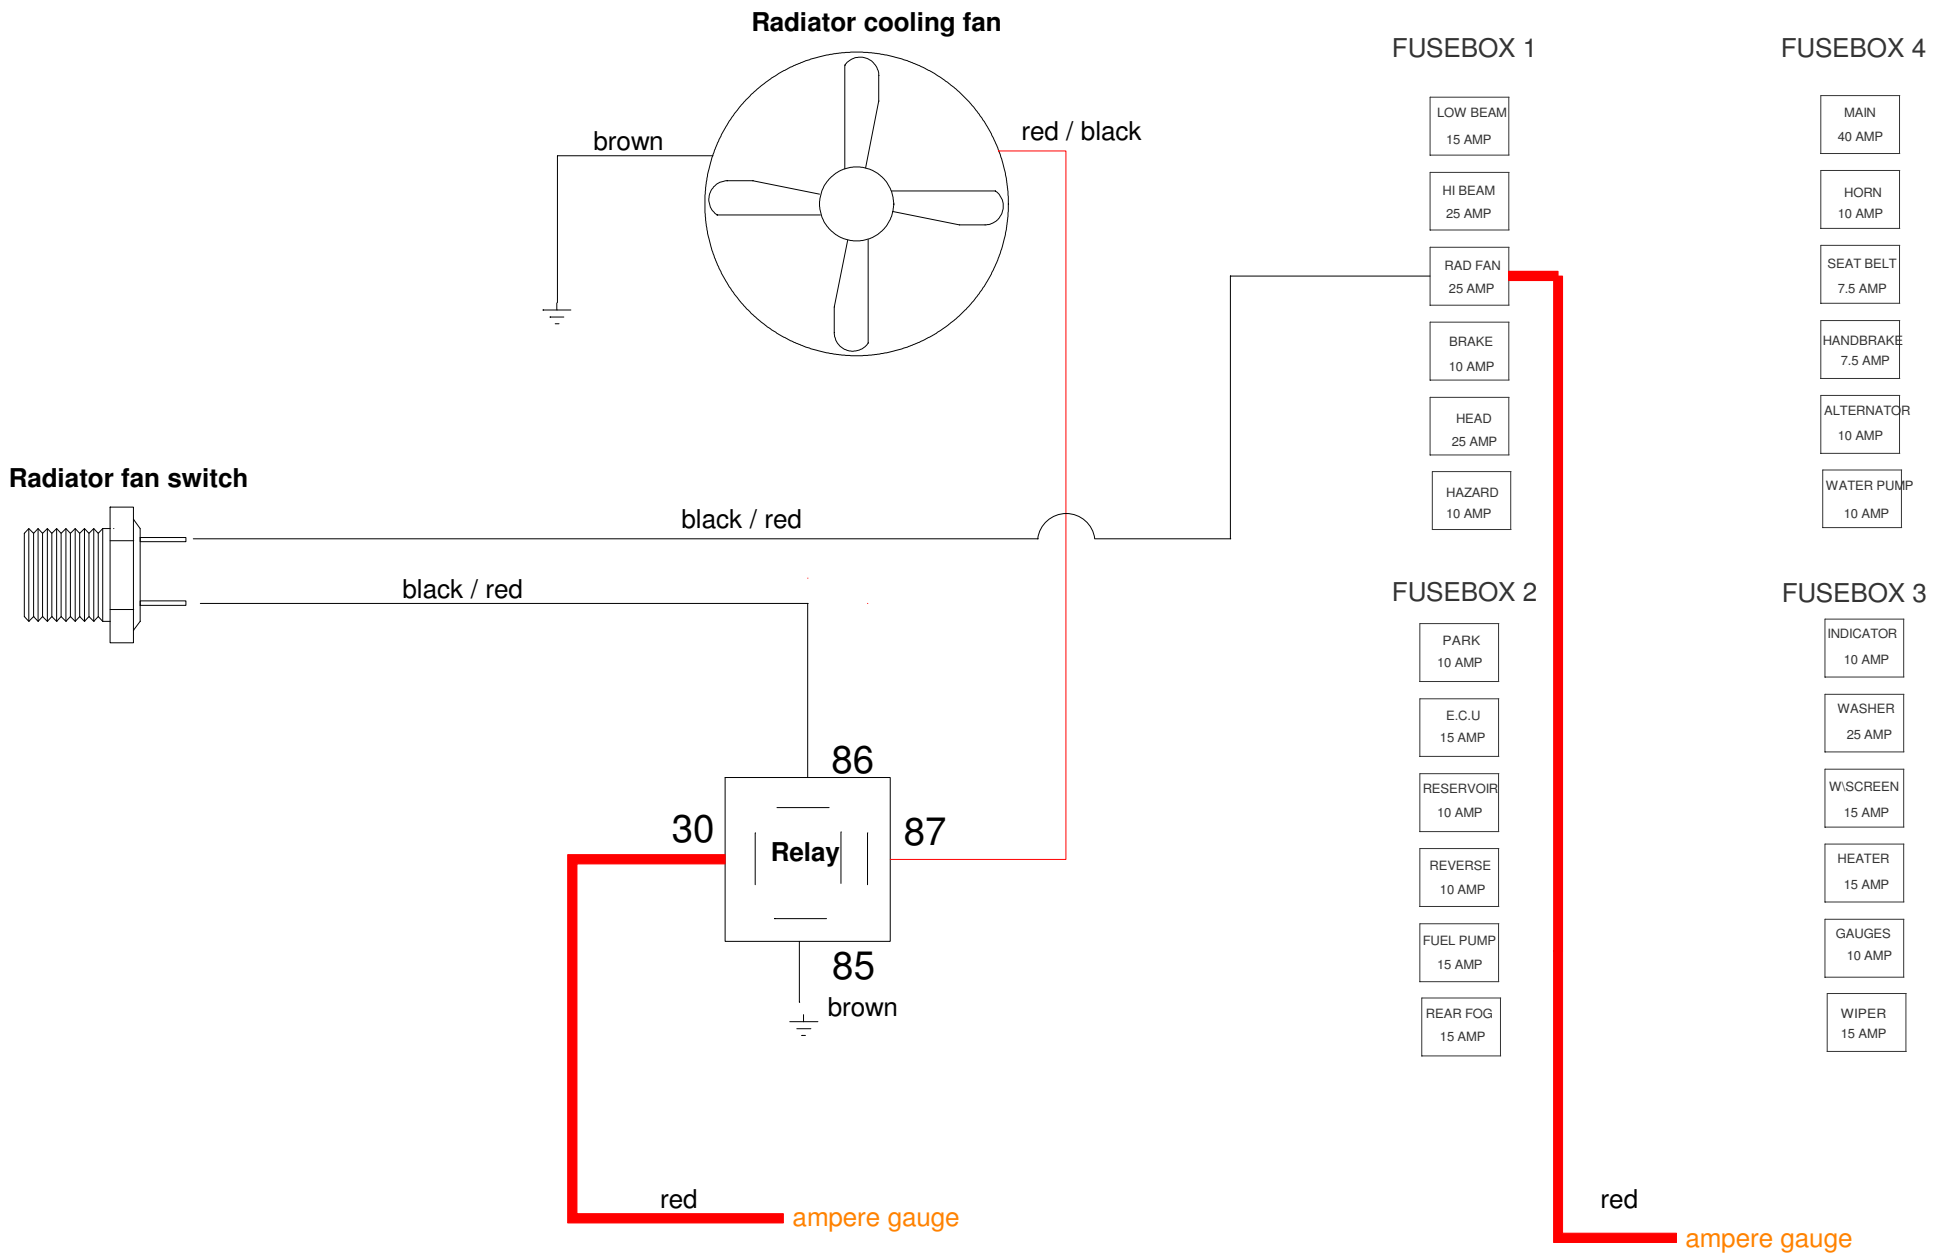 Radiator cooling fan
brown
red / black
Radiator fan switch
black / red
black / red
86
30
Relay
87
85
brown
red
ampere gauge
FUSEBOX 1
LOW BEAM
15 AMP
HI BEAM
25 AMP
RAD FAN
25 AMP
BRAKE
10 AMP
HEAD
25 AMP
HAZARD
10 AMP
FUSEBOX 4
MAIN
40 AMP
HORN
10 AMP
SEAT BELT
7.5 AMP
HANDBRAKE
7.5 AMP
ALTERNATOR
10 AMP
WATER PUMP
10 AMP
FUSEBOX 2
PARK
10 AMP
E.C.U
15 AMP
RESERVOIR
10 AMP
REVERSE
10 AMP
FUEL PUMP
15 AMP
REAR FOG
15 AMP
FUSEBOX 3
INDICATOR
10 AMP
WASHER
25 AMP
W\SCREEN
15 AMP
HEATER
15 AMP
GAUGES
10 AMP
WIPER
15 AMP
red
ampere gauge